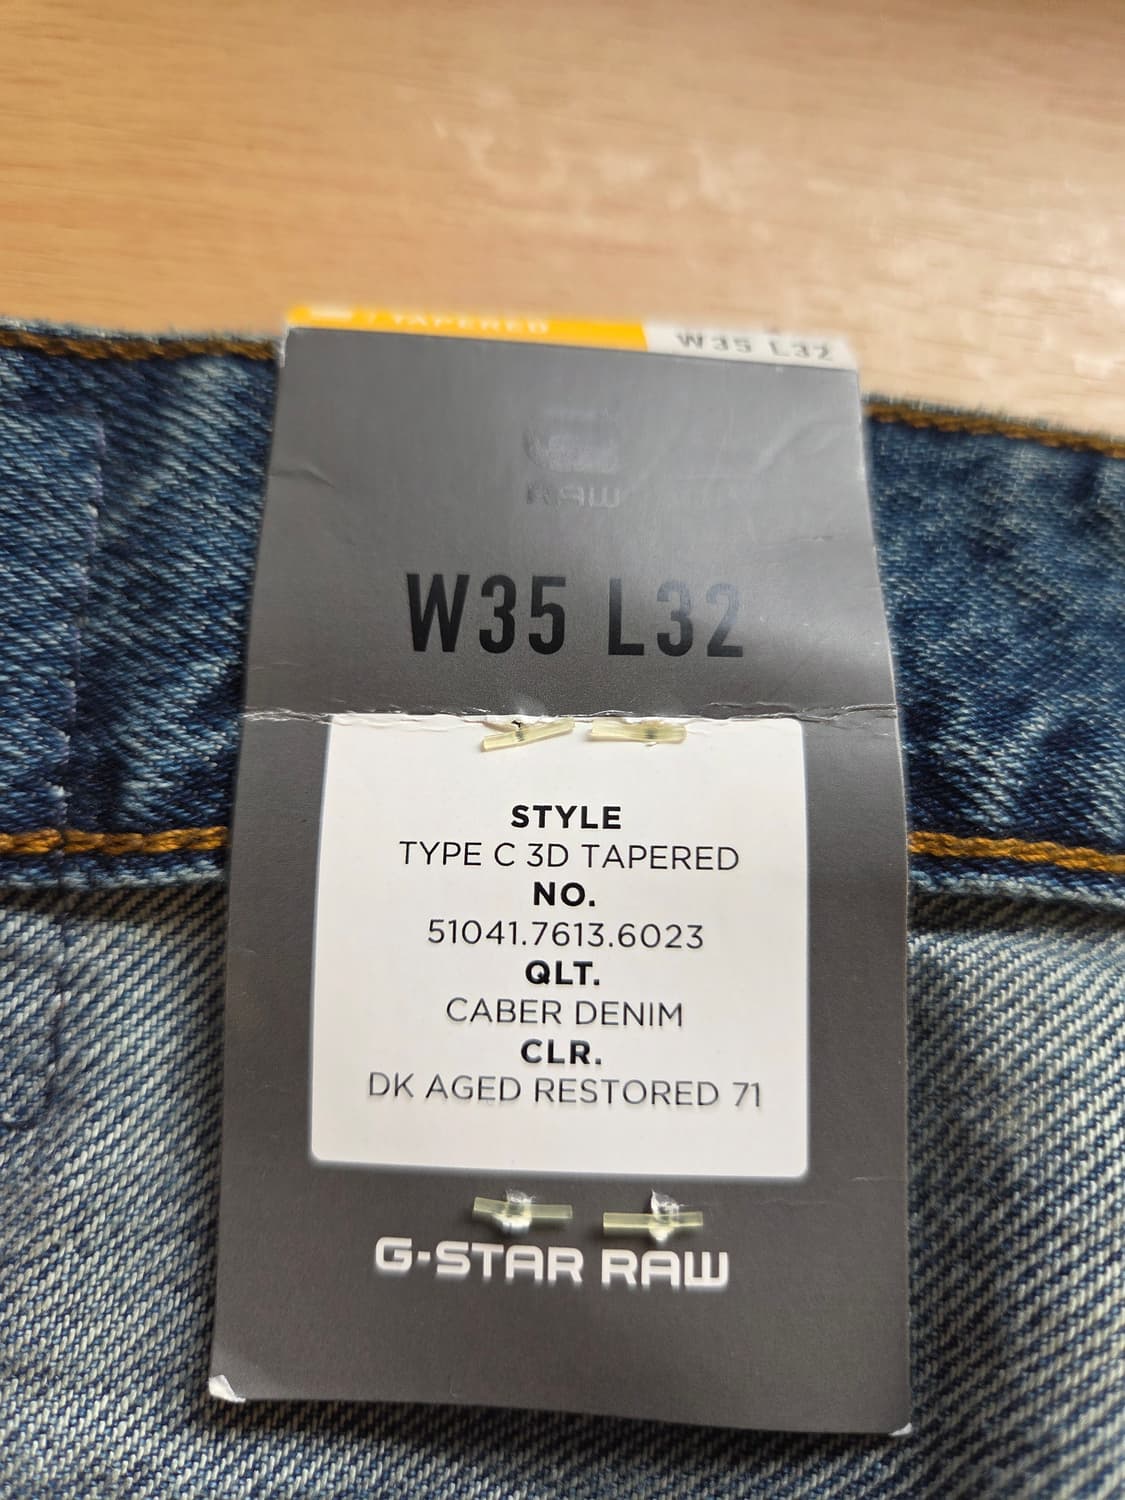 / TAPERED
W35 L32
RAW
W35 L32
STYLE
TYPE C 3D TAPERED
NO.
51041.7613.6023
QLT.
CABER DENIM
CLR.
DK AGED RESTORED 71
G-STAR RAW